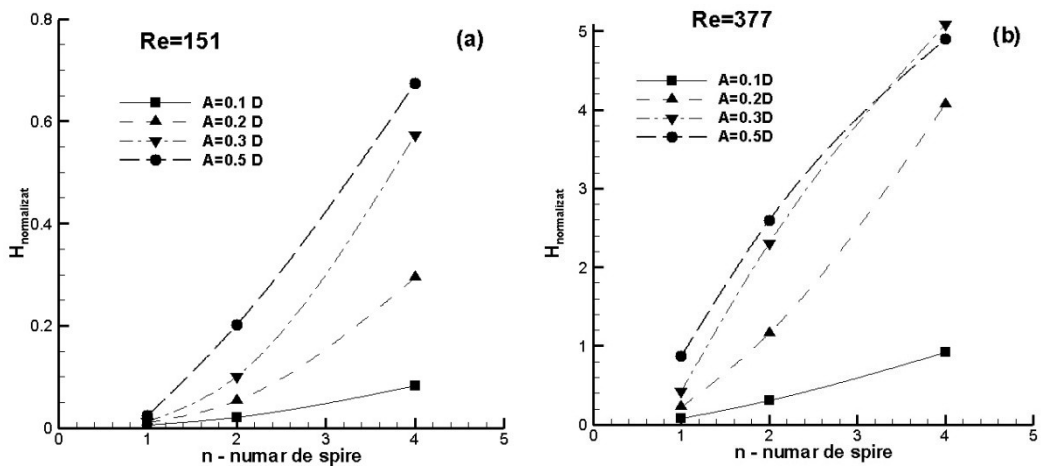 Re=151
(a)
A=0.1 D
A=0.2 D
A=0.3 D
A=0.5 D
0.8
0.6
0.4
0.2
0
H normalizat
0 1 2 3 4 5
n - numar de spire
Re=377
(b)
A=0.1D
A=0.2D
A=0.3D
A=0.5D
5
4
3
2
1
0
H normalizat
0 1 2 3 4 5
n - numar de spire